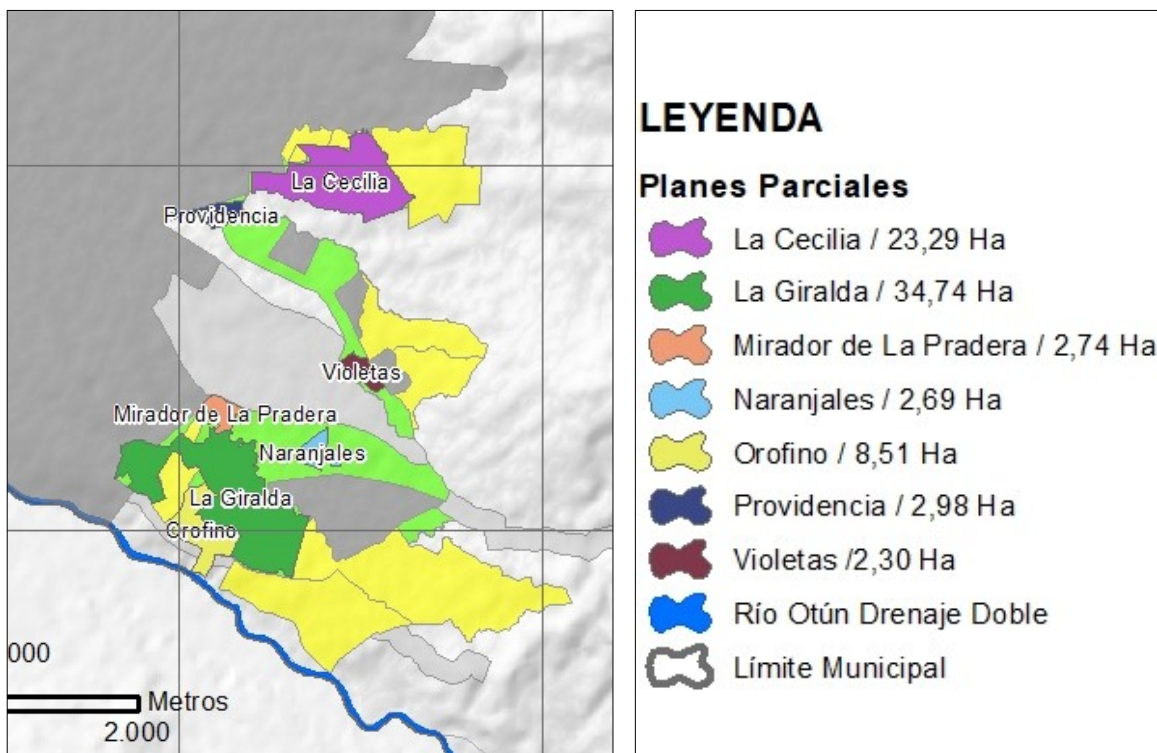 La Cecilia
Providencia
Violetas
Mirador de La Pradera
Naranjales
La Giralda
Orofino
000
Metros
2.000
LEYENDA
Planes Parciales
La Cecilia / 23,29 Ha
La Giralda / 34,74 Ha
Mirador de La Pradera / 2,74 Ha
Naranjales / 2,69 Ha
Orofino / 8,51 Ha
Providencia / 2,98 Ha
Violetas /2,30 Ha
Río Otún Drenaje Doble
Límite Municipal